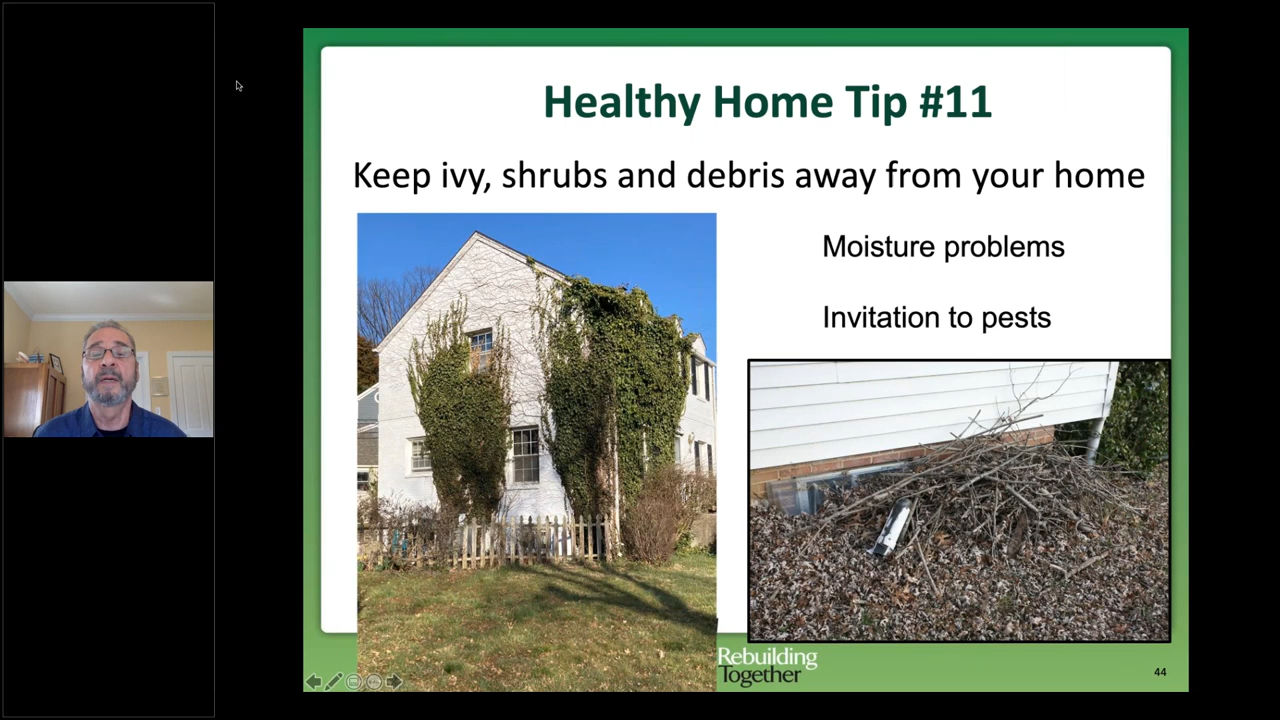 Healthy Home Tip #11
Keep ivy, shrubs and debris away from your home
Moisture problems
Invitation to pests
Rebuilding
Together
44